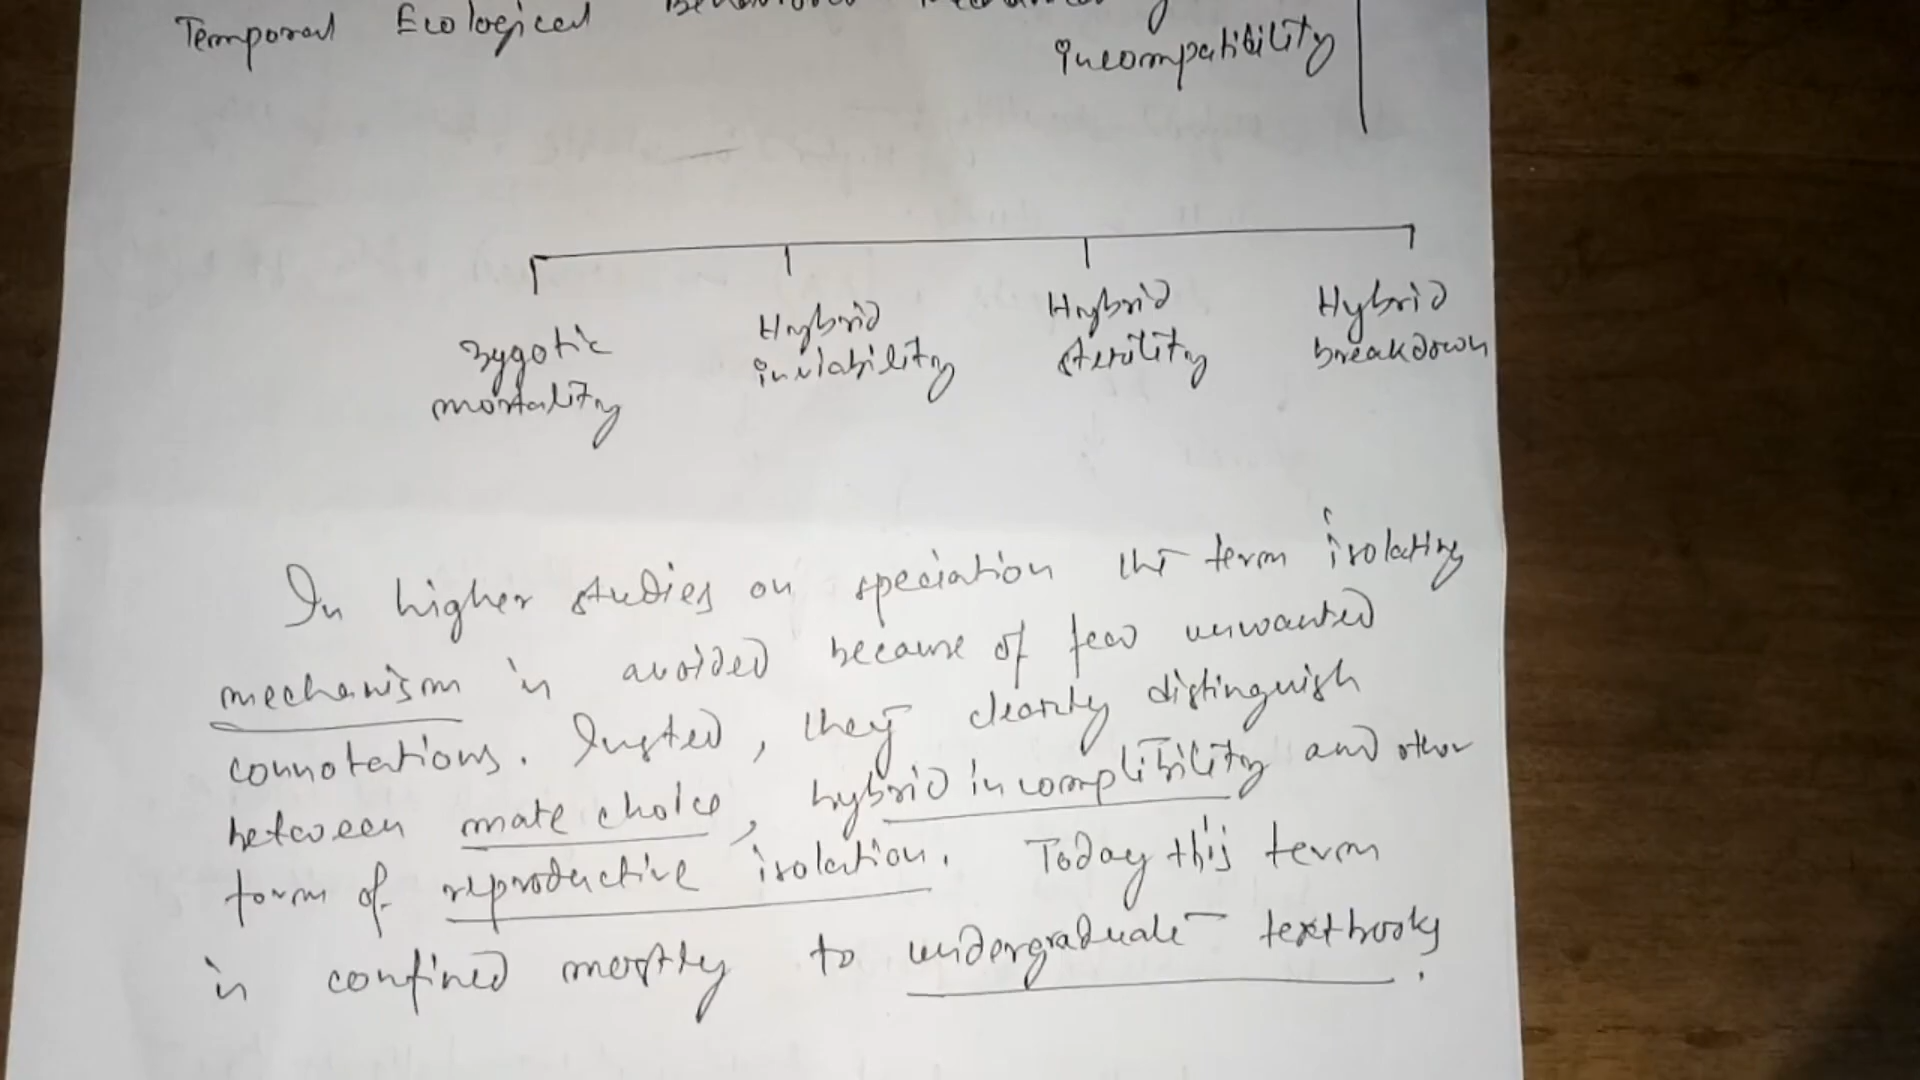 Temporal Ecological
incompatibility
zygotic mortality
Hybrid inviability
Hybrid sterility
Hybrid breakdown
In higher studies on speciation the term isolating
mechanism is avoided because of few unwanted
connotations. Insted, they clearly distinguish
between mate choice, hybrid incomplibility and other
form of reproductive isolation. Today this term
is confined mostly to undergraduate textbooks.